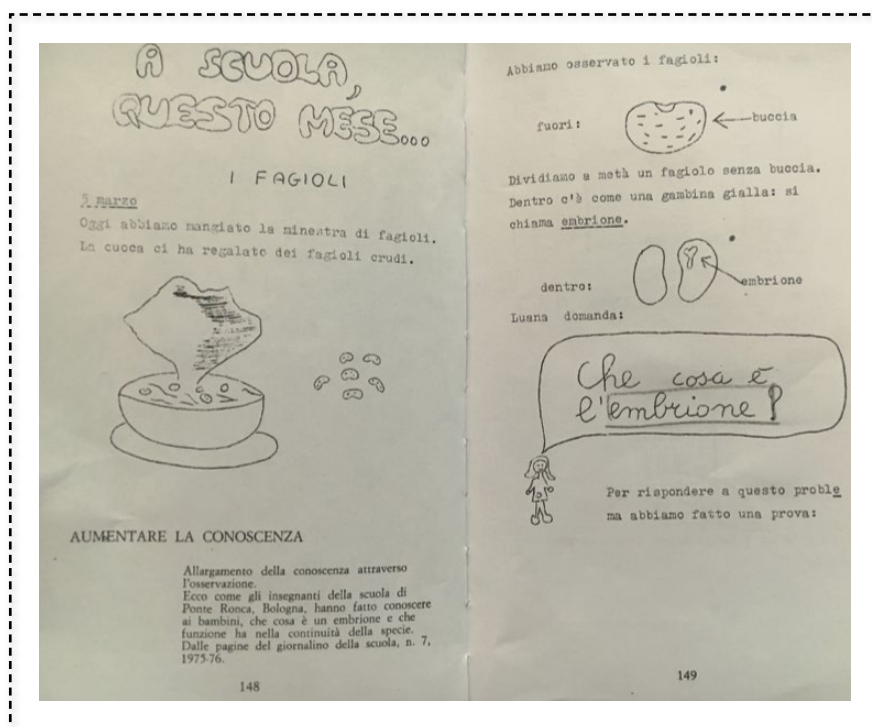 A SCUOLA,
QUESTO MESE...
I FAGIOLI
5 marzo
Oggi abbiamo mangiato la minestra di fagioli.
La cuoca ci ha regalato dei fagioli crudi.
AUMENTARE LA CONOSCENZA
Allargamento della conoscenza attraverso
l'osservazione.
Ecco come gli insegnanti della scuola di
Ponte Ronca, Bologna, hanno fatto conoscere
ai bambini, che cosa è un embrione e che
funzione ha nella continuità della specie.
Dalle pagine del giornalino della scuola, n. 7,
1975-76.
148
Abbiamo osservato i fagioli:
fuori:
buccia
Dividiamo a metà un fagiolo senza buccia.
Dentro c'è come una gambina gialla: si
chiama embrione.
dentro:
embrione
Luana domanda:
Che cosa è
l'embrione?
Per rispondere a questo proble
ma abbiamo fatto una prova:
149